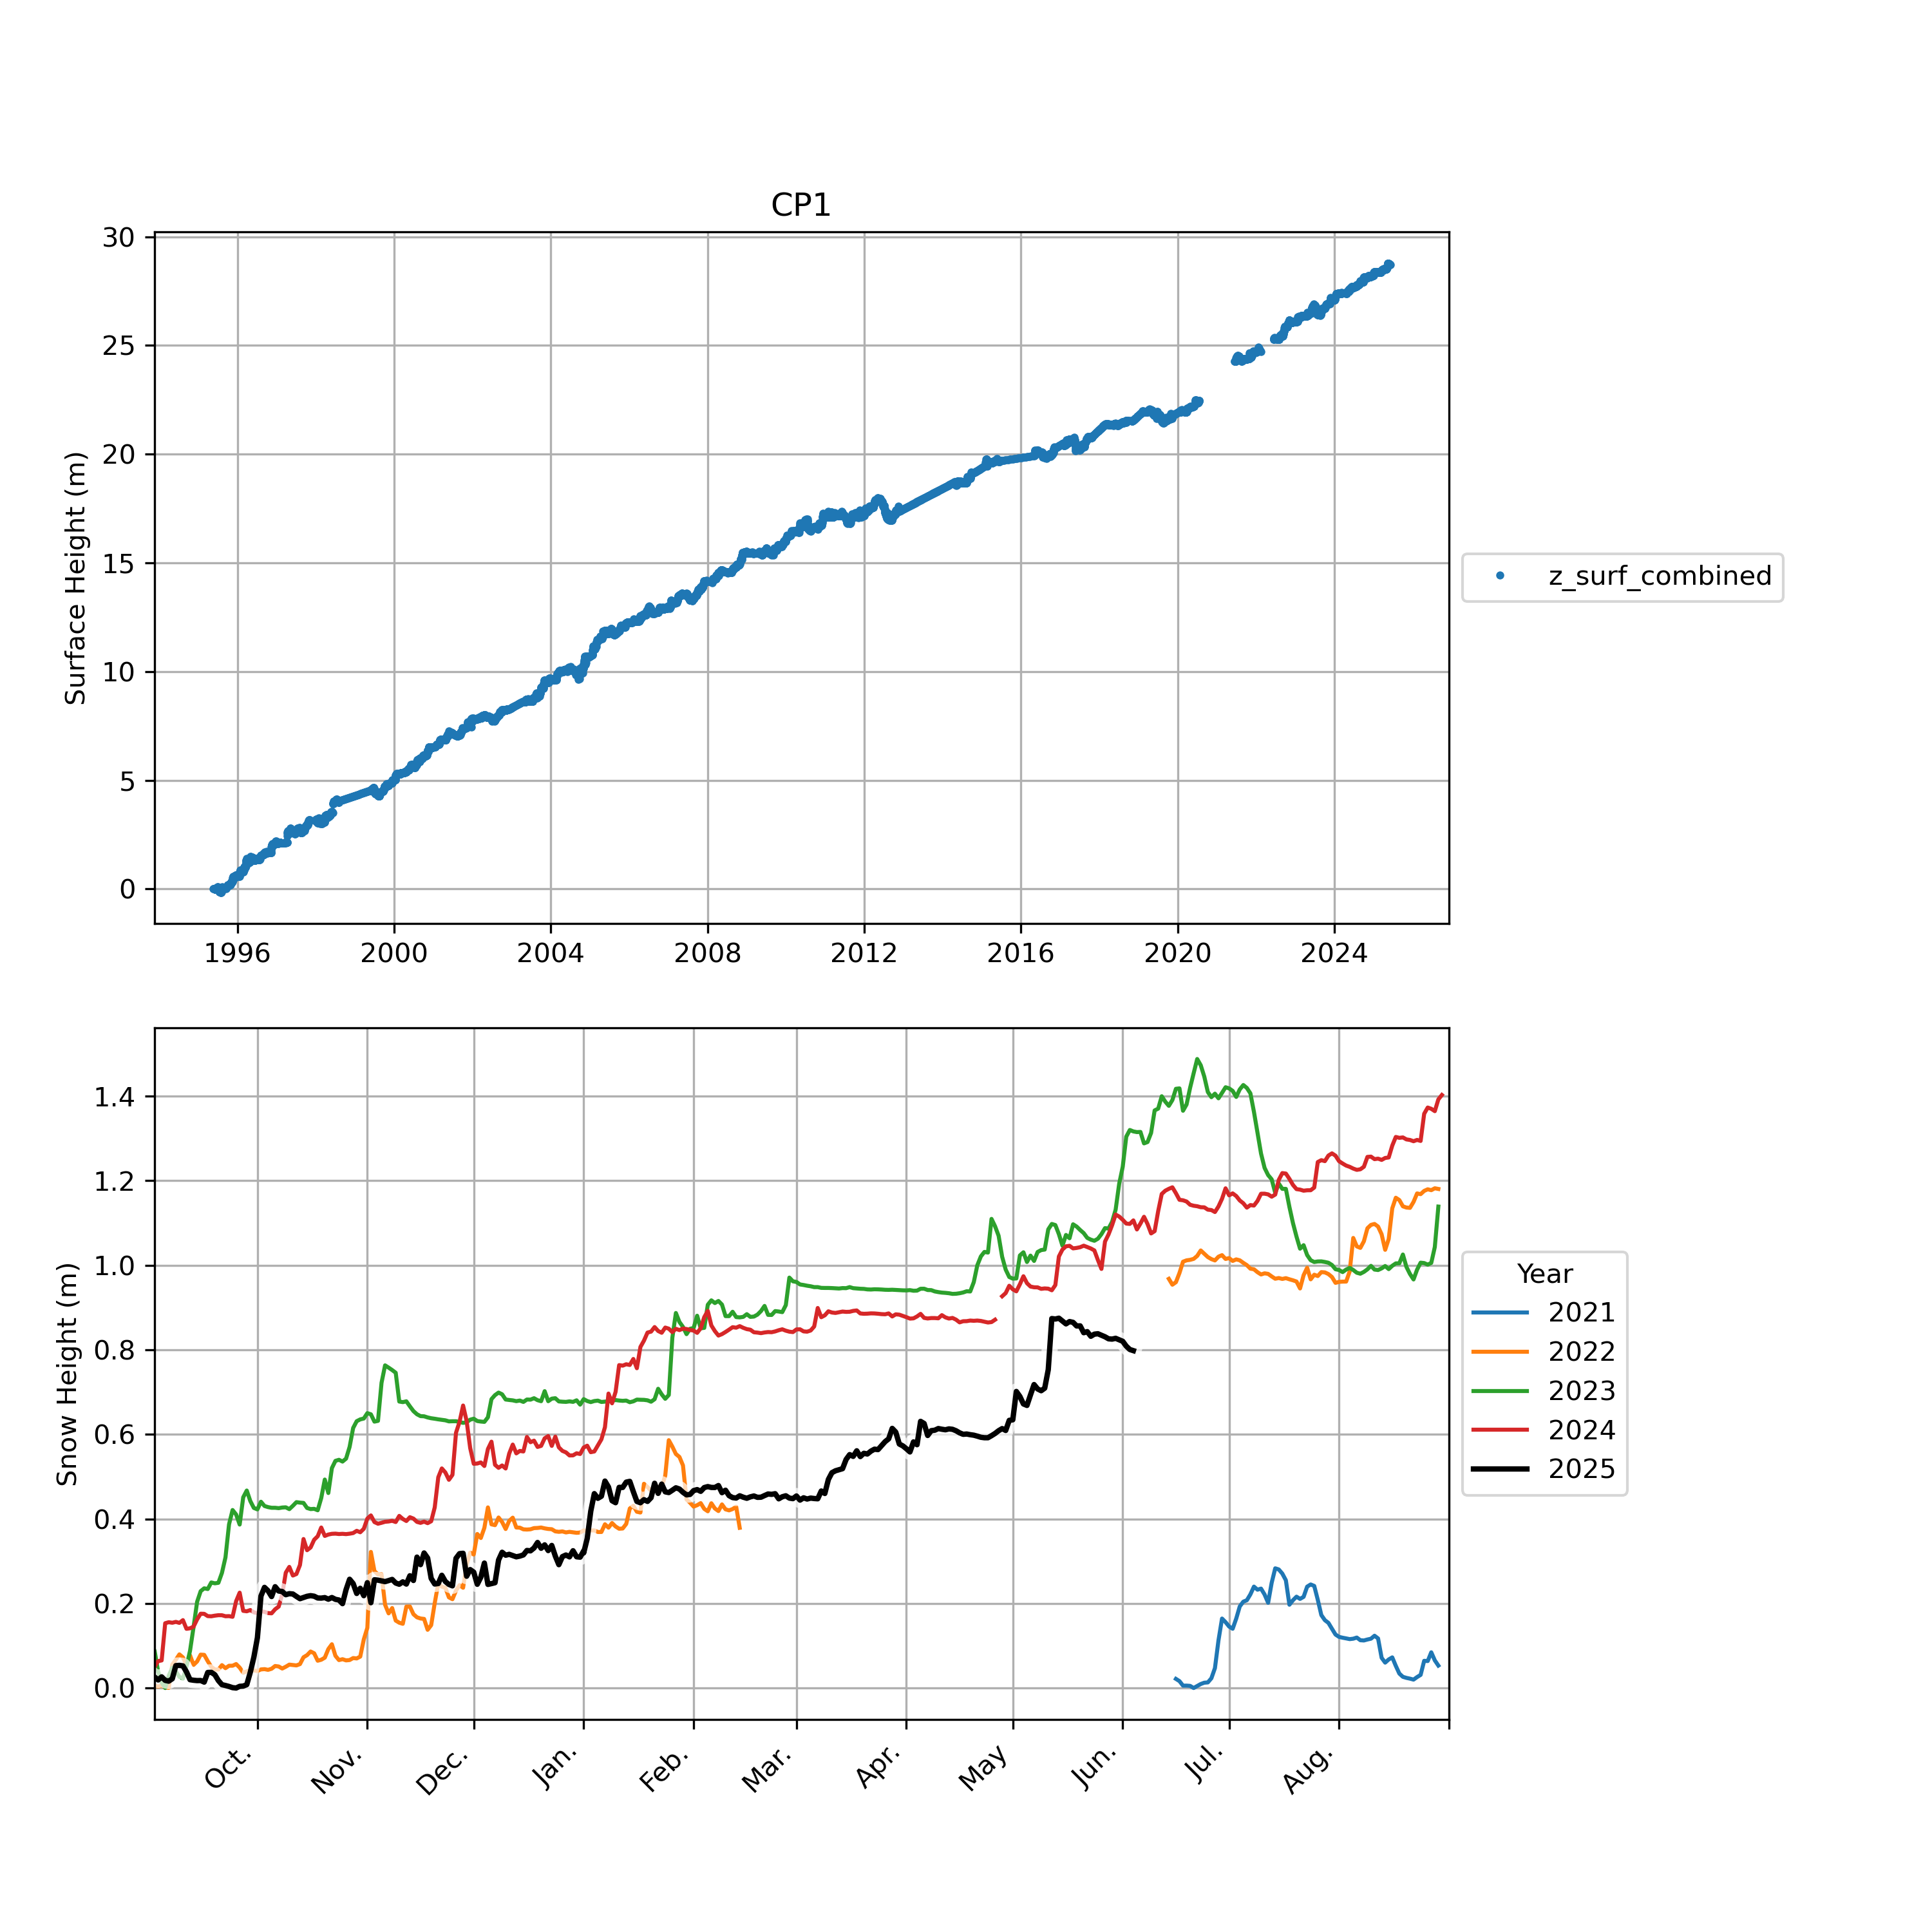 CP1
30
25
20
15
10
5
0
Surface Height (m)
1996 2000 2004 2008 2012 2016 2020 2024
z_surf_combined
1.4
1.2
1.0
0.8
0.6
0.4
0.2
0.0
Snow Height (m)
Oct. Nov. Dec. Jan. Feb. Mar. Apr. May Jun. Jul. Aug.
Year
2021
2022
2023
2024
2025